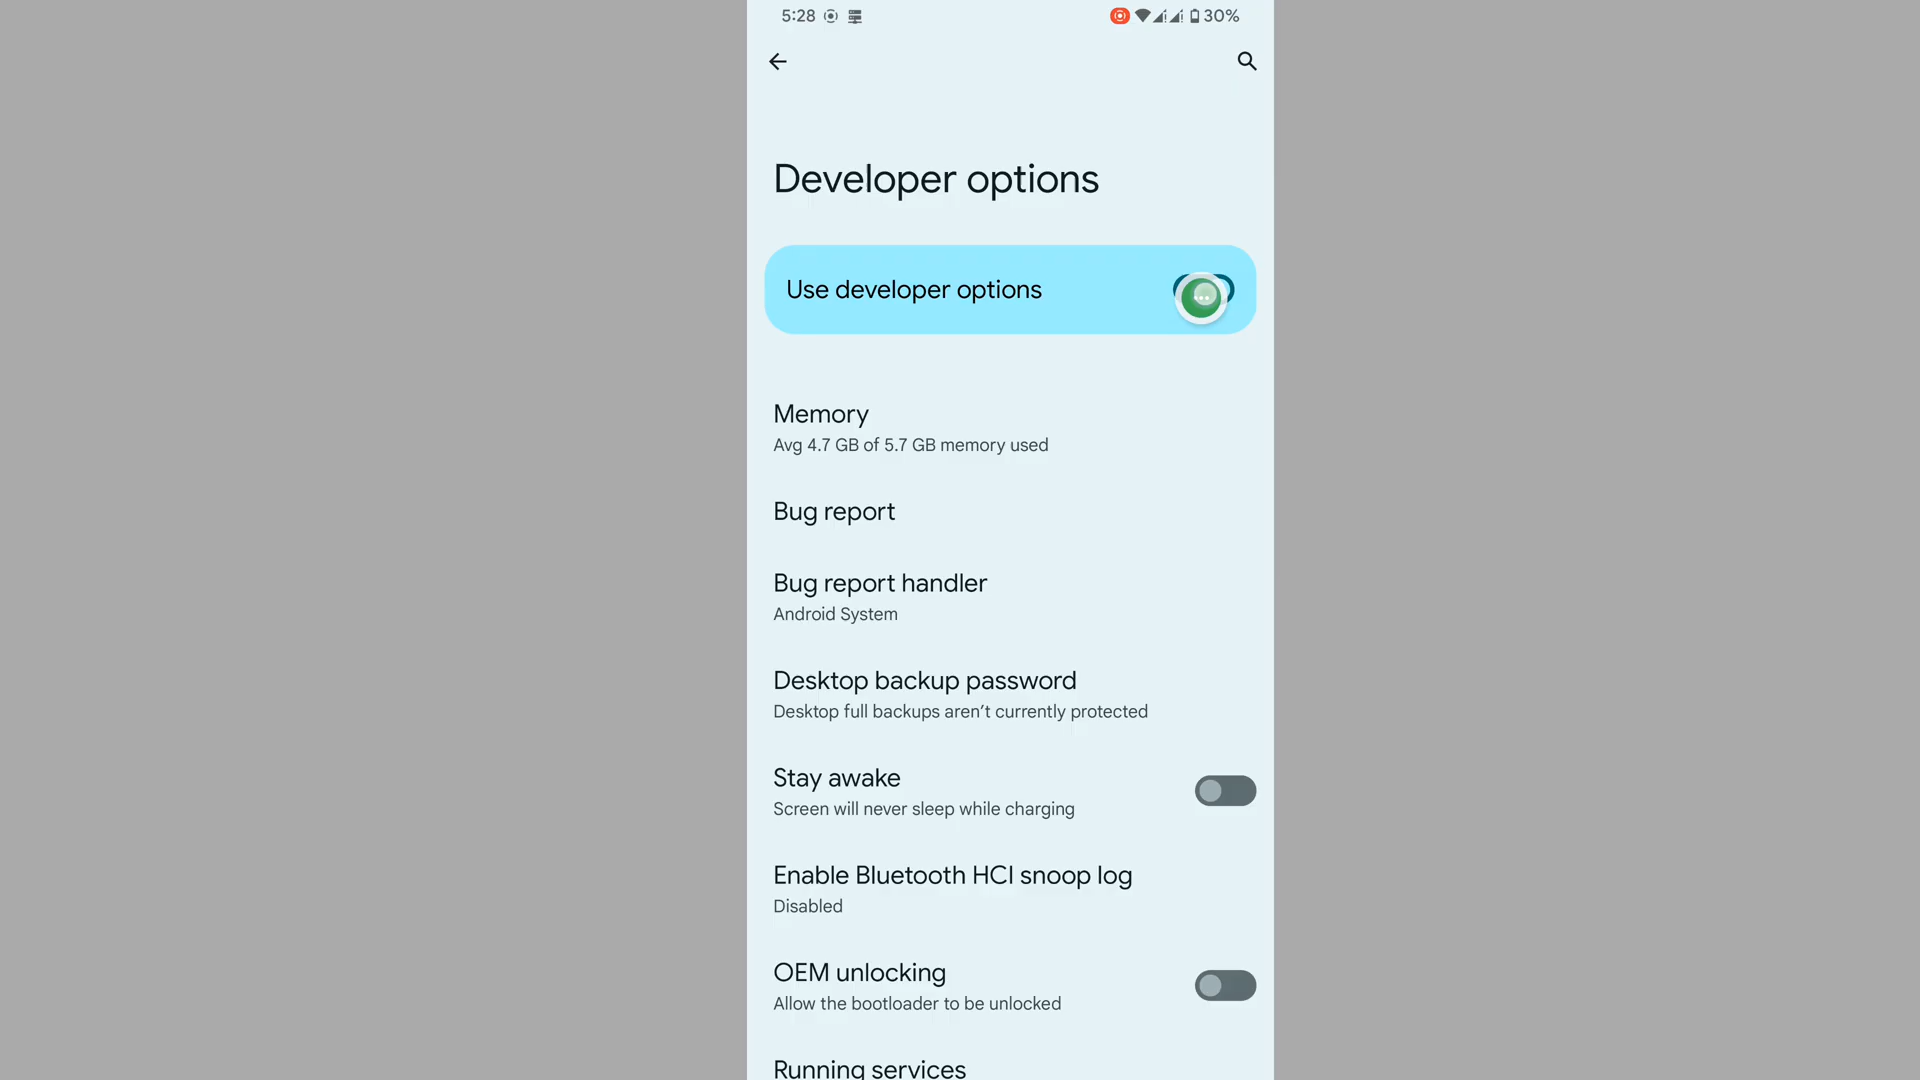 5:28
30%
Developer options
Use developer options
Memory
Avg 4.7 GB of 5.7 GB memory used
Bug report
Bug report handler
Android System
Desktop backup password
Desktop full backups aren’t currently protected
Stay awake
Screen will never sleep while charging
Enable Bluetooth HCI snoop log
Disabled
OEM unlocking
Allow the bootloader to be unlocked
Running services